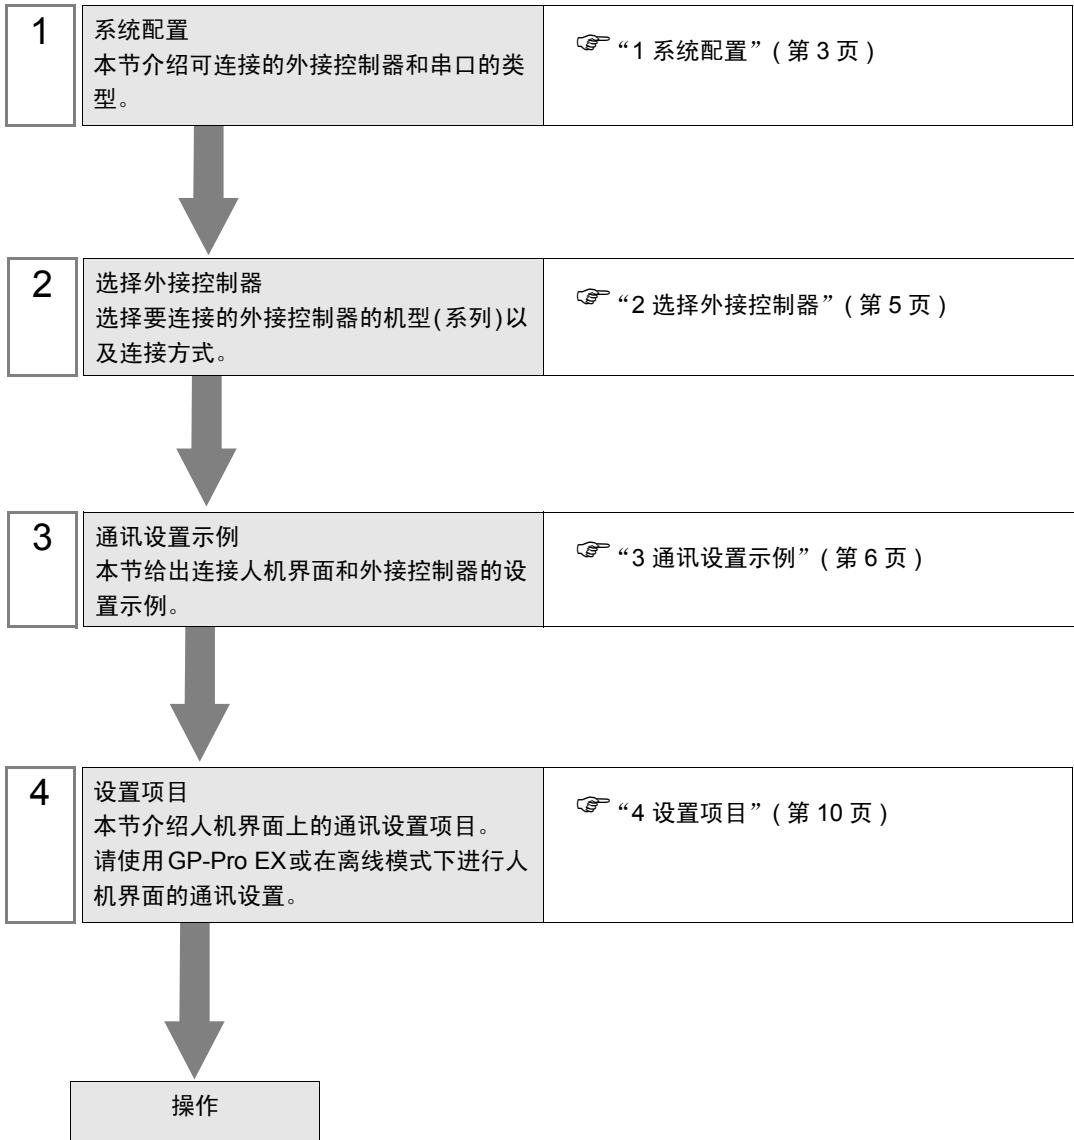 1
系统配置
本节介绍可连接的外接控制器和串口的类
型。
☞“1 系统配置” ( 第 3 页 )
2
选择外接控制器
选择要连接的外接控制器的机型(系列)以
及连接方式。
☞“2 选择外接控制器” ( 第 5 页 )
3
通讯设置示例
本节给出连接人机界面和外接控制器的设
置示例。
☞“3 通讯设置示例” ( 第 6 页 )
4
设置项目
本节介绍人机界面上的通讯设置项目。
请使用GP-Pro EX或在离线模式下进行人
机界面的通讯设置。
☞“4 设置项目” ( 第 10 页 )
操作